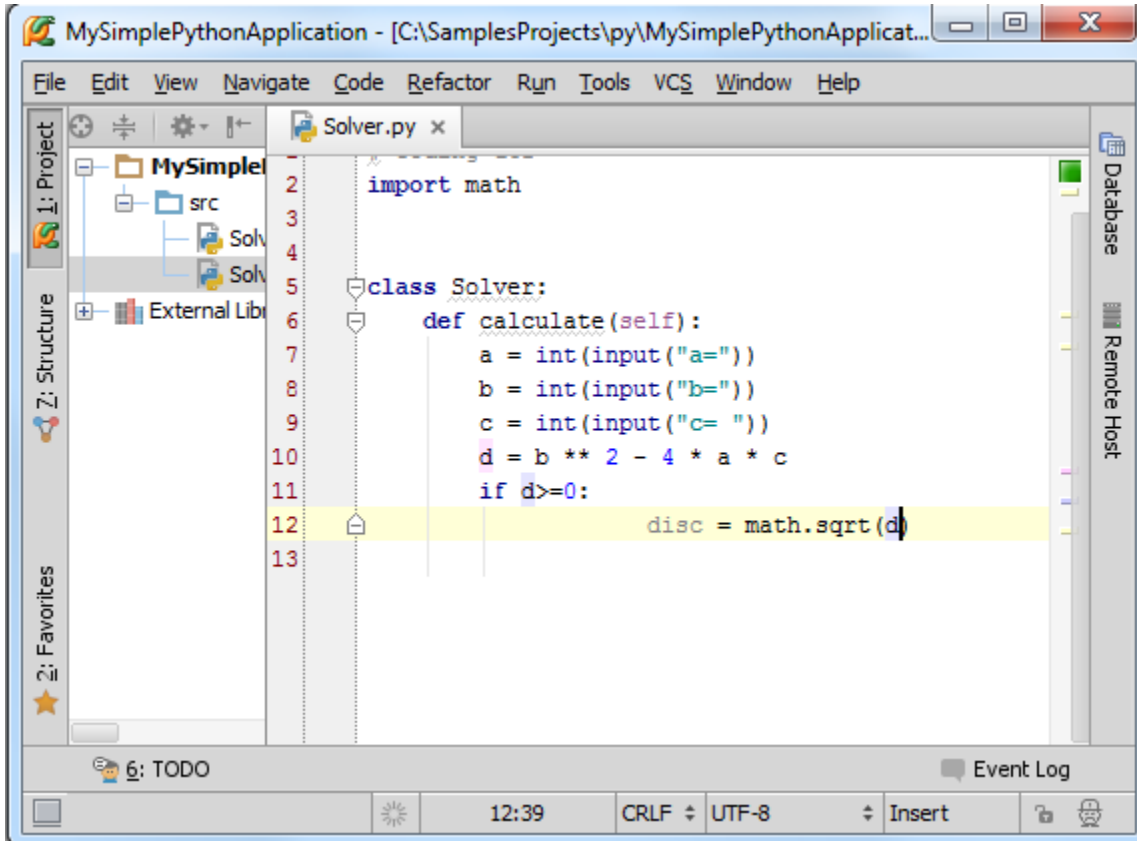 MySimplePythonApplication - [C:\SamplesProjects\py\MySimplePythonApplicat...
File Edit View Navigate Code Refactor Run Tools VCS Window Help
1: Project
Solver.py
MySimple
src
Solv
Solv
External Lib
7: Structure
2: Favorites
2 import math
3
4
5 class Solver:
6 def calculate(self):
7 a = int(input("a="))
8 b = int(input("b="))
9 c = int(input("c= "))
10 d = b ** 2 - 4 * a * c
11 if d>=0:
12 disc = math.sqrt(d)
13
Database
Remote Host
6: TODO
Event Log
12:39 CRLF UTF-8 Insert